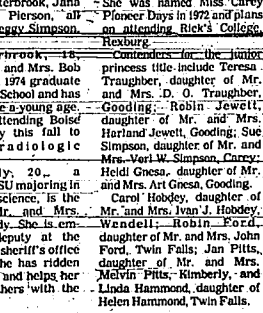 erbrook, Jana
Pierson, all
eggy Simpson.
erbrook, 18,
and Mrs. Bob
1974 graduate
School and has
e a young age.
ttending Boise
y this fall to
radiologic
ly, 20, a
SU majoring in
science, is the
Ir. and Mrs.
dy. She is em-
deputy at the
sheriff's office
he has ridden
and helps her
thers with the
She was named Miss Carey
Pioneer Days in 1972 and plans
on attending Rick's College,
Rexburg.
Contenders for the junior
princess title include Teresa
Traughber, daughter of Mr.
and Mrs. D. O. Traughber,
Gooding; Robin Jewett,
daughter of Mr. and Mrs.
Harland Jewett, Gooding; Sue
Simpson, daughter of Mr. and
Mrs. Verl W. Simpson, Carey;
Heidi Gnesa, daughter of Mr.
and Mrs. Art Gnesa, Gooding.
Carol Hobdey, daughter of
Mr. and Mrs. Ivan J. Hobdey,
Wendell; Robin Ford,
daughter of Mr. and Mrs. John
Ford, Twin Falls; Jan Pitts,
daughter of Mr. and Mrs.
Melvin Pitts, Kimberly, and
Linda Hammond, daughter of
Helen Hammond, Twin Falls.